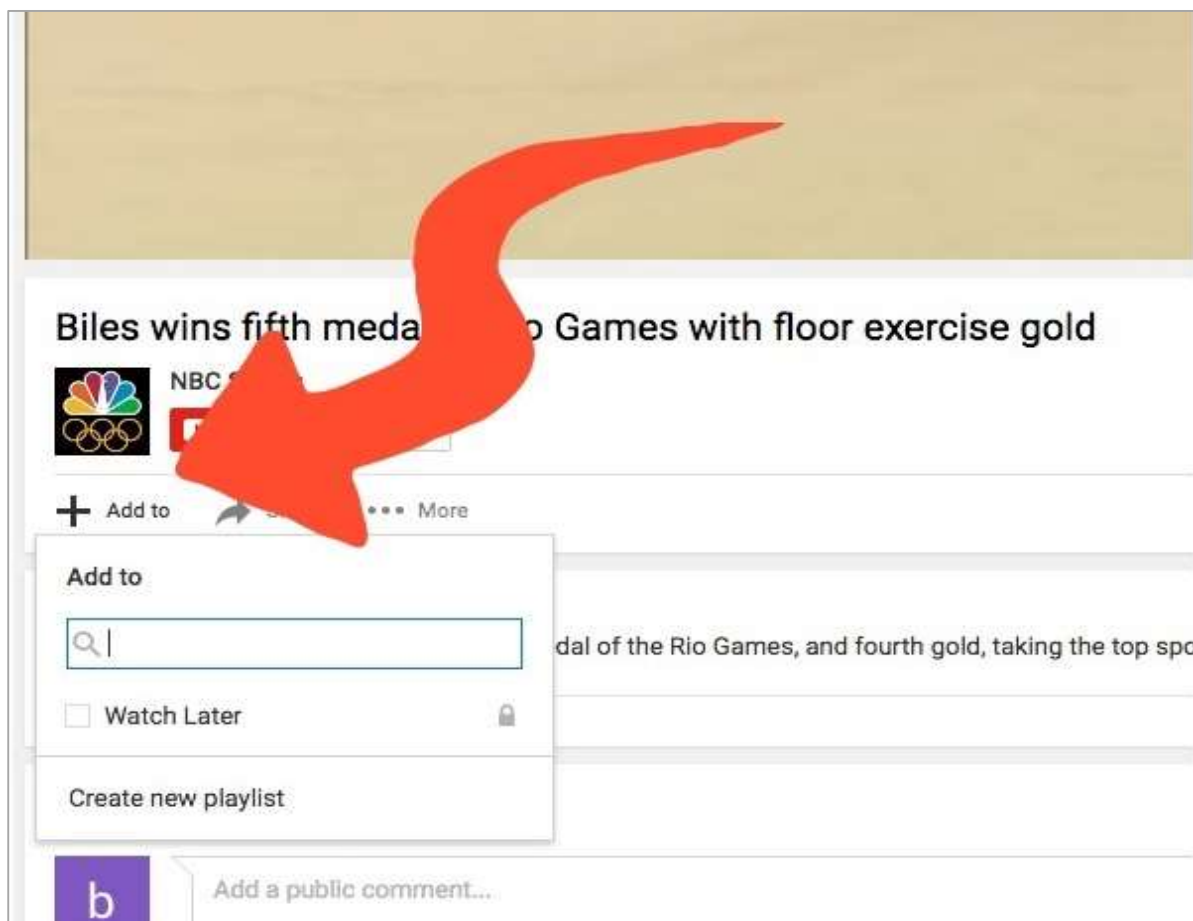 Biles wins fifth meda o Games with floor exercise gold
NBC
Add to
More
Add to
dal of the Rio Games, and fourth gold, taking the top spo
Watch Later
Create new playlist
b
Add a public comment...